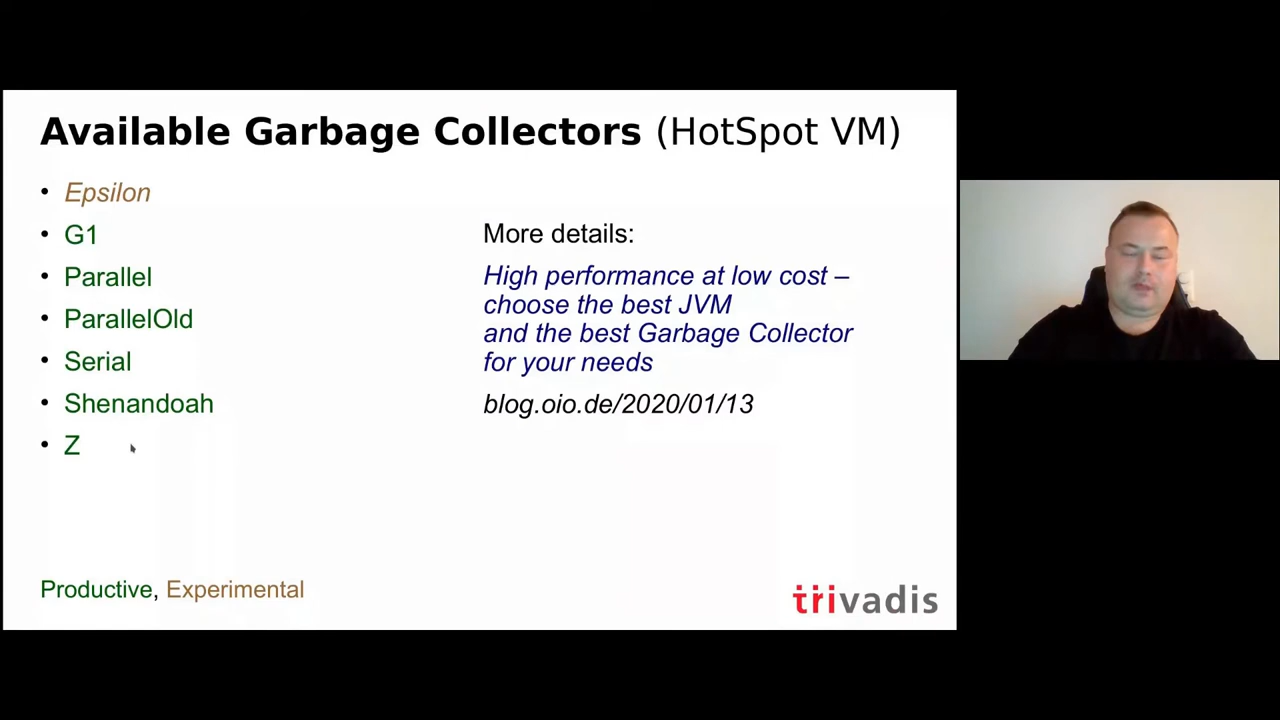 Available Garbage Collectors (HotSpot VM)
• Epsilon
• G1
• Parallel
• ParallelOld
• Serial
• Shenandoah
• Z
More details:
High performance at low cost –
choose the best JVM
and the best Garbage Collector
for your needs
blog.oio.de/2020/01/13
Productive, Experimental
trivadis